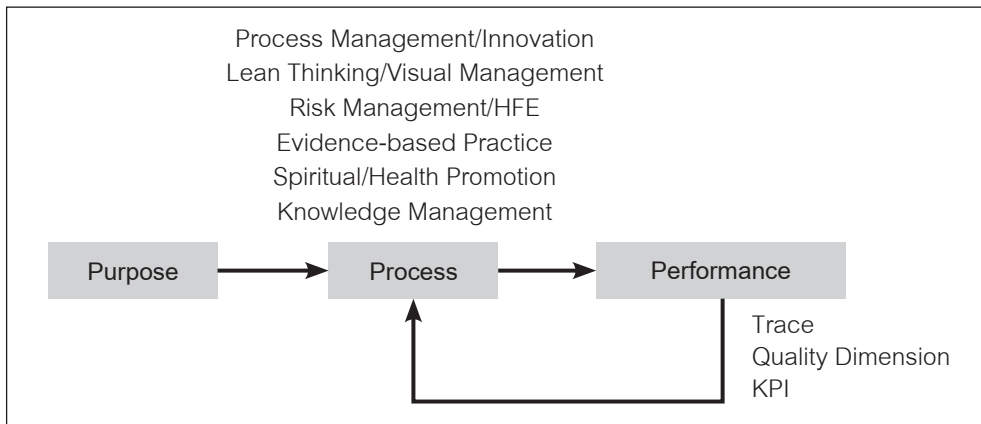 Process Management/Innovation
Lean Thinking/Visual Management
Risk Management/HFE
Evidence-based Practice
Spiritual/Health Promotion
Knowledge Management
Purpose
Process
Performance
Trace
Quality Dimension
KPI